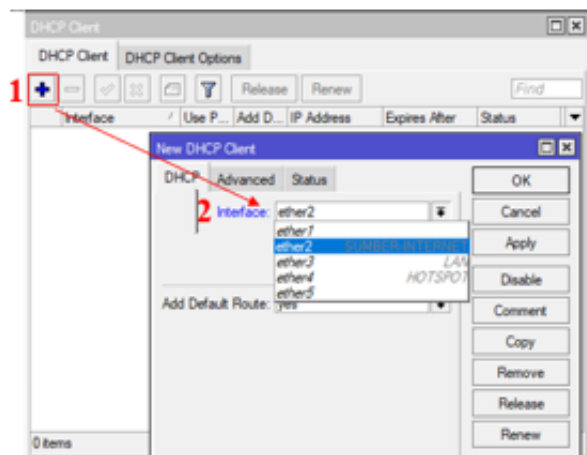 DHCP Client
DHCP Client DHCP Client Options
1 Release Renew Find
Interface Use P... Add D... IP Address Expires After Status
New DHCP Client
DHCP Advanced Status OK
2 Interface: ether2 Cancel
ether1
ether2 SUMBER-INTERNET Apply
ether3 LAN
ether4 HOTSPOT Disable
ether5
Add Default Route: yes Comment
Copy
Remove
Release
0 items Renew